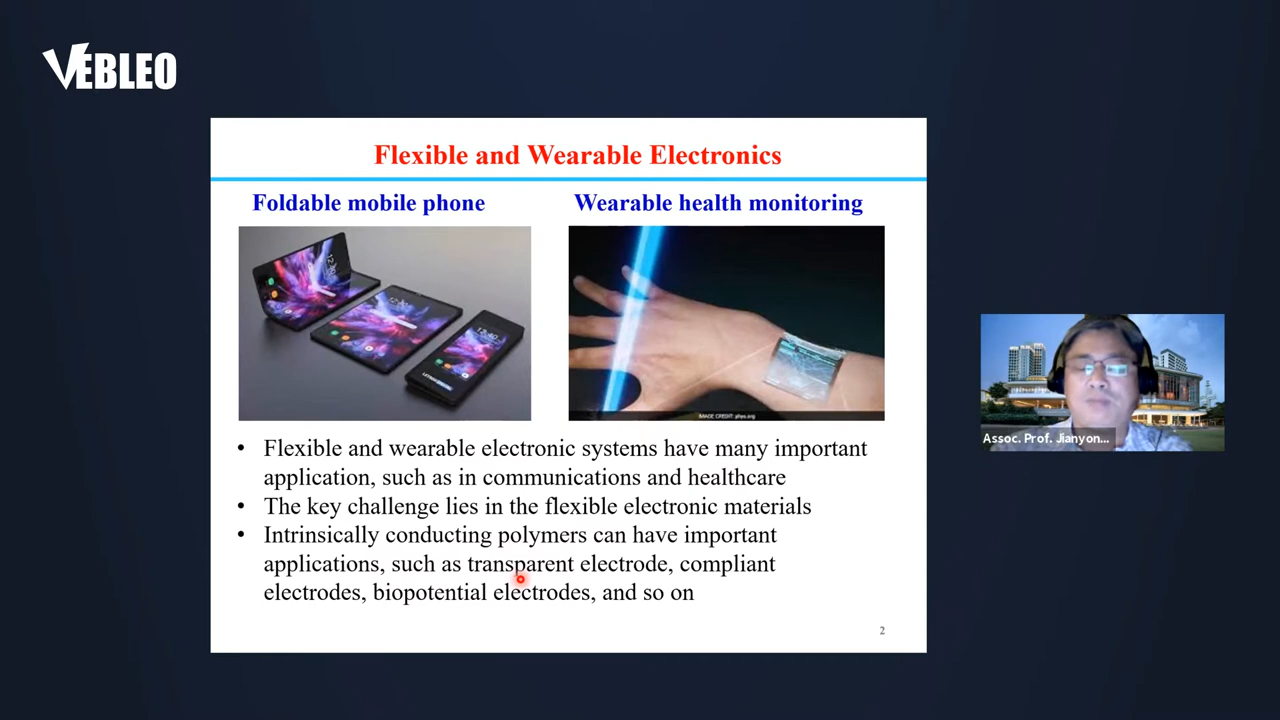 VEBLEO
Flexible and Wearable Electronics
Foldable mobile phone
Wearable health monitoring
IMAGE CREDIT: phys.org
• Flexible and wearable electronic systems have many important
application, such as in communications and healthcare
• The key challenge lies in the flexible electronic materials
• Intrinsically conducting polymers can have important
applications, such as transparent electrode, compliant
electrodes, biopotential electrodes, and so on
2
Assoc. Prof. Jianyon...